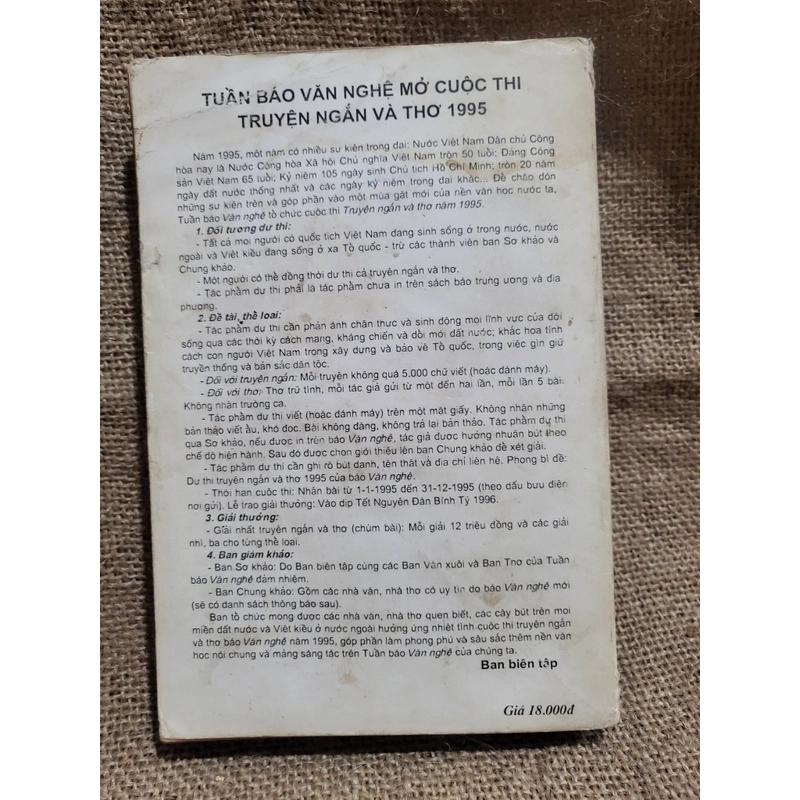 TUẦN BÁO VĂN NGHỆ MỞ CUỘC THI
TRUYỆN NGẮN VÀ THƠ 1995
Năm 1995, một năm có nhiều sự kiện trọng đại: Nước Việt Nam Dân chủ Cộng
hòa nay là Nước Cộng hòa Xã hội Chủ nghĩa Việt Nam tròn 50 tuổi; Đảng Cộng
sản Việt Nam 65 tuổi; Kỷ niệm 105 ngày sinh Chủ tịch Hồ Chí Minh; tròn 20 năm
ngày đất nước thống nhất và các ngày kỷ niệm trọng đại khác... Để chào đón
những sự kiện trên và góp phần vào một mùa gặt mới của nền văn học nước ta,
Tuần báo Văn nghệ tổ chức cuộc thi Truyện ngắn và thơ năm 1995.
1. Đối tượng dự thi:
- Tất cả mọi người có quốc tịch Việt Nam đang sinh sống ở trong nước, nước
ngoài và Việt kiều đang sống ở xa Tổ quốc - trừ các thành viên ban Sơ khảo và
Chung khảo.
- Một người có thể đồng thời dự thi cả truyện ngắn và thơ.
- Tác phẩm dự thi phải là tác phẩm chưa in trên sách báo trung ương và địa
phương.
2. Đề tài, thể loại:
- Tác phẩm dự thi cần phản ánh chân thực và sinh động mọi lĩnh vực của đời
sống qua các thời kỳ cách mạng, kháng chiến và đổi mới đất nước; khắc họa tính
cách con người Việt Nam trong xây dựng và bảo vệ Tổ quốc, trong việc gìn giữ
truyền thống và bản sắc dân tộc.
- Đối với truyện ngắn: Mỗi truyện không quá 5.000 chữ viết (hoặc đánh máy).
- Đối với thơ: Thơ trữ tình, mỗi tác giả gửi từ một đến hai lần, mỗi lần 5 bài.
Không nhận trường ca.
- Tác phẩm dự thi viết (hoặc đánh máy) trên một mặt giấy. Không nhận những
bản thảo viết ẩu, khó đọc. Bài không đăng, không trả lại bản thảo. Tác phẩm dự thi
qua Sơ khảo, nếu được in trên báo Văn nghệ, tác giả được hưởng nhuận bút theo
chế độ hiện hành. Sau đó được chọn giới thiệu lên ban Chung khảo để xét giải.
- Tác phẩm dự thi cần ghi rõ bút danh, tên thật và địa chỉ liên hệ. Phong bì đề:
Dự thi truyện ngắn và thơ 1995 của báo Văn nghệ.
- Thời hạn cuộc thi: Nhận bài từ 1-1-1995 đến 31-12-1995 (theo dấu bưu điện
nơi gửi). Lễ trao giải thưởng: Vào dịp Tết Nguyên Đán Bính Tý 1996.
3. Giải thưởng:
- Giải nhất truyện ngắn và thơ (chùm bài): Mỗi giải 12 triệu đồng và các giải
nhì, ba cho từng thể loại.
4. Ban giám khảo:
- Ban Sơ khảo: Do Ban biên tập cùng các Ban Văn xuôi và Ban Thơ của Tuần
báo Văn nghệ đảm nhiệm.
- Ban Chung khảo: Gồm các nhà văn, nhà thơ có uy tín do báo Văn nghệ mời
(sẽ có danh sách thông báo sau).
Ban tổ chức mong được các nhà văn, nhà thơ quen biết, các cây bút trên mọi
miền đất nước và Việt kiều ở nước ngoài hưởng ứng nhiệt tình cuộc thi truyện ngắn
và thơ báo Văn nghệ năm 1995, góp phần làm phong phú và sâu sắc thêm nền văn
học nói chung và mảng sáng tác trên Tuần báo Văn nghệ của chúng ta.
Ban biên tập
Giá 18.000đ